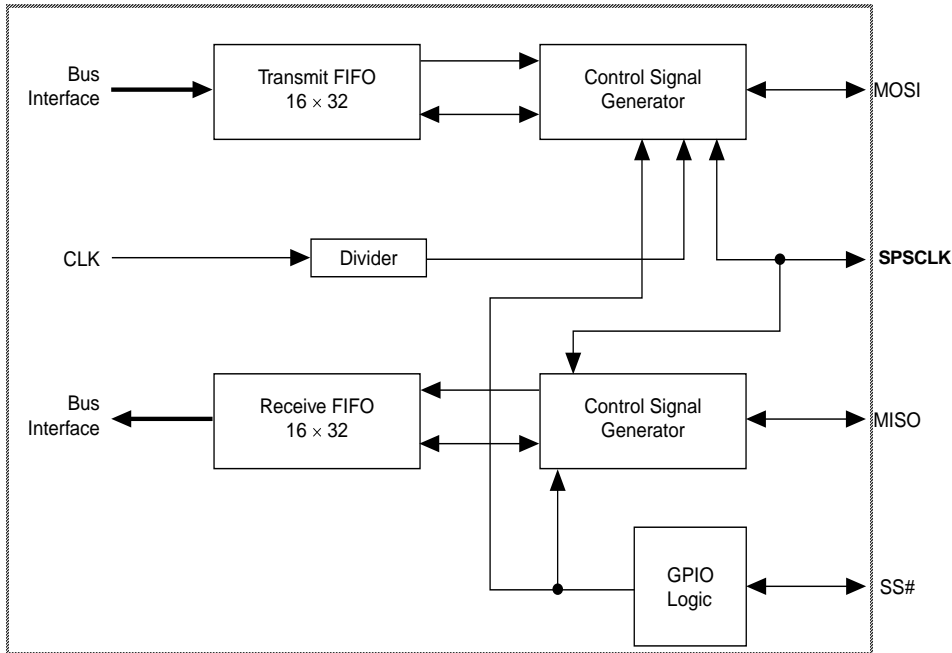 Bus
Interface
Transmit FIFO
16 × 32
Control Signal
Generator
MOSI
CLK
Divider
SPSCLK
Bus
Interface
Receive FIFO
16 × 32
Control Signal
Generator
MISO
GPIO
Logic
SS#